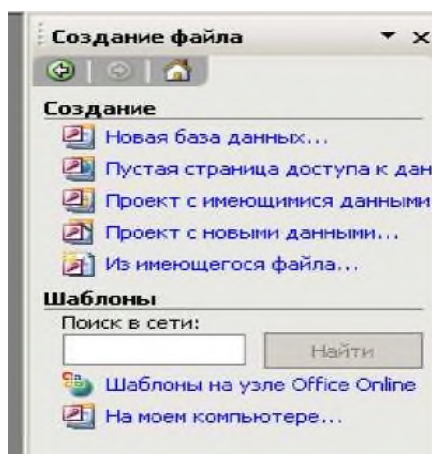 Создание файла
Создание
Новая база данных...
Пустая страница доступа к дан
Проект с имеющимися данными
Проект с новыми данными...
Из имеющегося файла...
Шаблоны
Поиск в сети:
Найти
Шаблоны на узле Office Online
На моем компьютере...